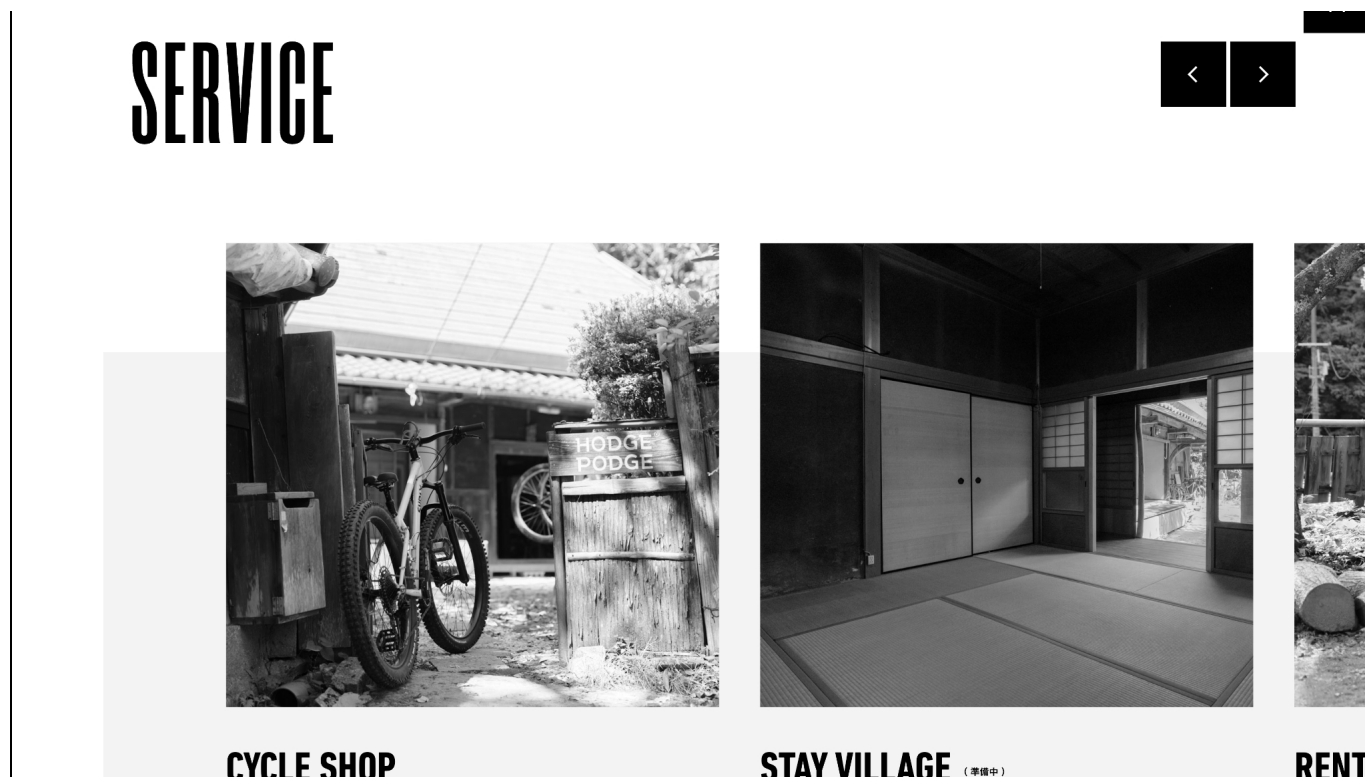 SERVICE
HODGE
PODGE
CYCLE SHOP
STAY VILLAGE (準備中)
RENT